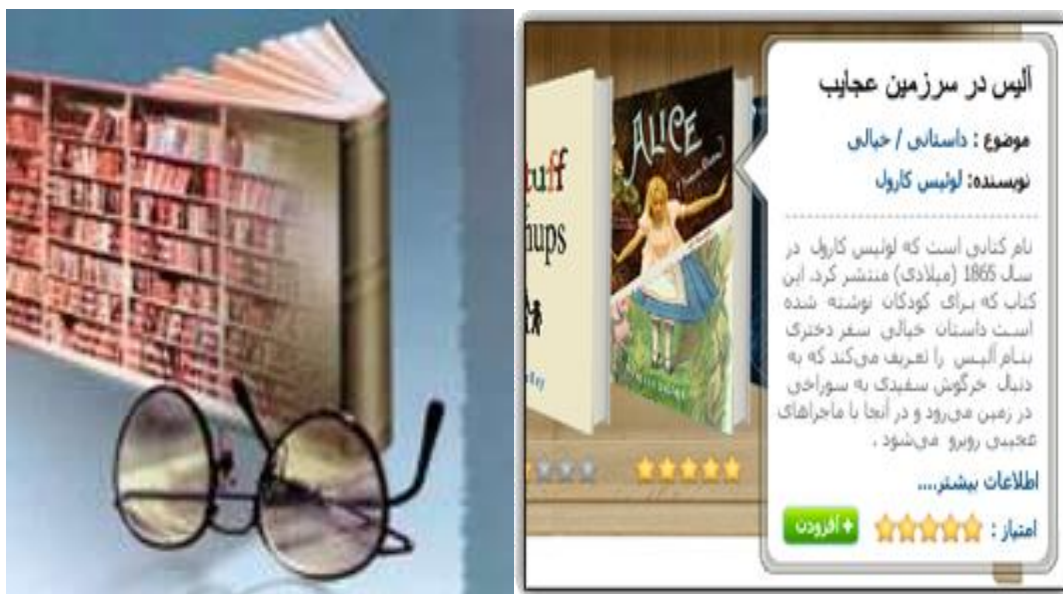 آلیس در سرزمین عجایب
موضوع : داستانی / خیالی
نویسنده: لوئیس کارول
نام کتابی است که لوئیس کارول در
سال 1865 (میلادی) منتشر کرد. این
کتاب که برای کودکان نوشته شده
است داستان خیالی سفر دختری
بنام آلیس را تعریف می‌کند که به
دنبال خرگوش سفیدی به سوراخی
در زمین می‌رود و در آنجا با ماجراهای
عجیبی روبرو می‌شود .
اطلاعات بیشتر....
امتیاز :
+ افزودن
ALICE
tuff